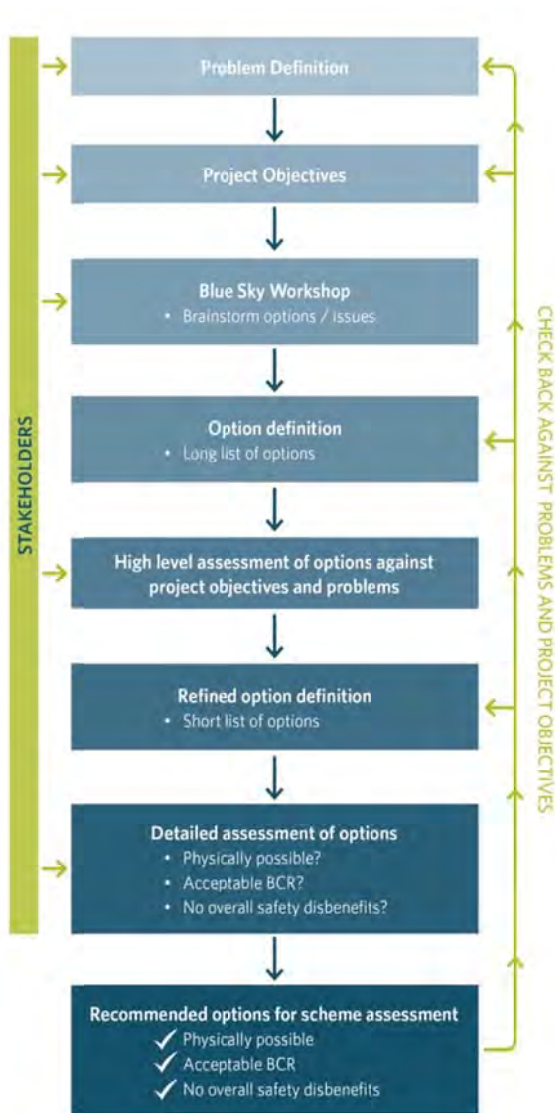 STAKEHOLDERS
Problem Definition
Project Objectives
Blue Sky Workshop
• Brainstorm options / issues
Option definition
• Long list of options
High level assessment of options against
project objectives and problems
Refined option definition
• Short list of options
Detailed assessment of options
• Physically possible?
• Acceptable BCR?
• No overall safety disbenefits?
Recommended options for scheme assessment
✓ Physically possible
✓ Acceptable BCR
✓ No overall safety disbenefits
CHECK BACK AGAINST PROBLEMS AND PROJECT OBJECTIVES